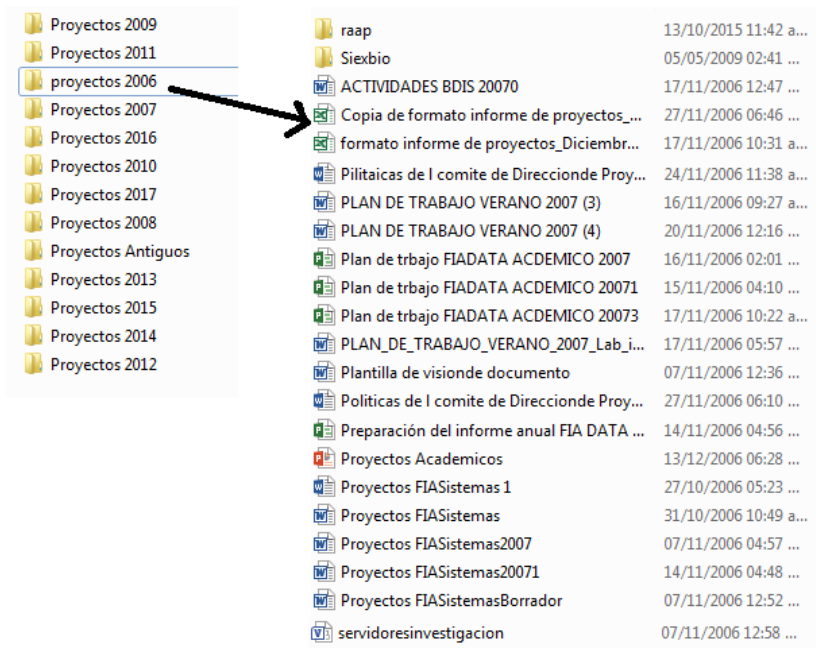 Proyectos 2009
Proyectos 2011
proyectos 2006
Proyectos 2007
Proyectos 2016
Proyectos 2010
Proyectos 2017
Proyectos 2008
Proyectos Antiguos
Proyectos 2013
Proyectos 2015
Proyectos 2014
Proyectos 2012
raap 13/10/2015 11:42 a...
Siexbio 05/05/2009 02:41 ...
ACTIVIDADES BDIS 20070 17/11/2006 12:47 ...
Copia de formato informe de proyectos_... 27/11/2006 06:46 ...
formato informe de proyectos_Diciembr... 17/11/2006 10:31 a...
Pilitaicas de l comite de Direccionde Proy... 24/11/2006 11:38 a...
PLAN DE TRABAJO VERANO 2007 (3) 16/11/2006 09:27 a...
PLAN DE TRABAJO VERANO 2007 (4) 20/11/2006 12:16 ...
Plan de trbajo FIADATA ACDEMICO 2007 16/11/2006 02:01 ...
Plan de trbajo FIADATA ACDEMICO 20071 15/11/2006 04:10 ...
Plan de trbajo FIADATA ACDEMICO 20073 17/11/2006 10:22 a...
PLAN_DE_TRABAJO_VERANO_2007_Lab_i... 17/11/2006 05:57 ...
Plantilla de visionde documento 07/11/2006 12:36 ...
Politicas de l comite de Direccionde Proy... 27/11/2006 06:10 ...
Preparación del informe anual FIA DATA ... 14/11/2006 04:56 ...
Proyectos Academicos 13/12/2006 06:28 ...
Proyectos FIASistemas 1 27/10/2006 05:23 ...
Proyectos FIASistemas 31/10/2006 10:49 a...
Proyectos FIASistemas2007 07/11/2006 04:57 ...
Proyectos FIASistemas20071 14/11/2006 04:48 ...
Proyectos FIASistemasBorrador 07/11/2006 12:52 ...
servidoresinvestigacion 07/11/2006 12:58 ...